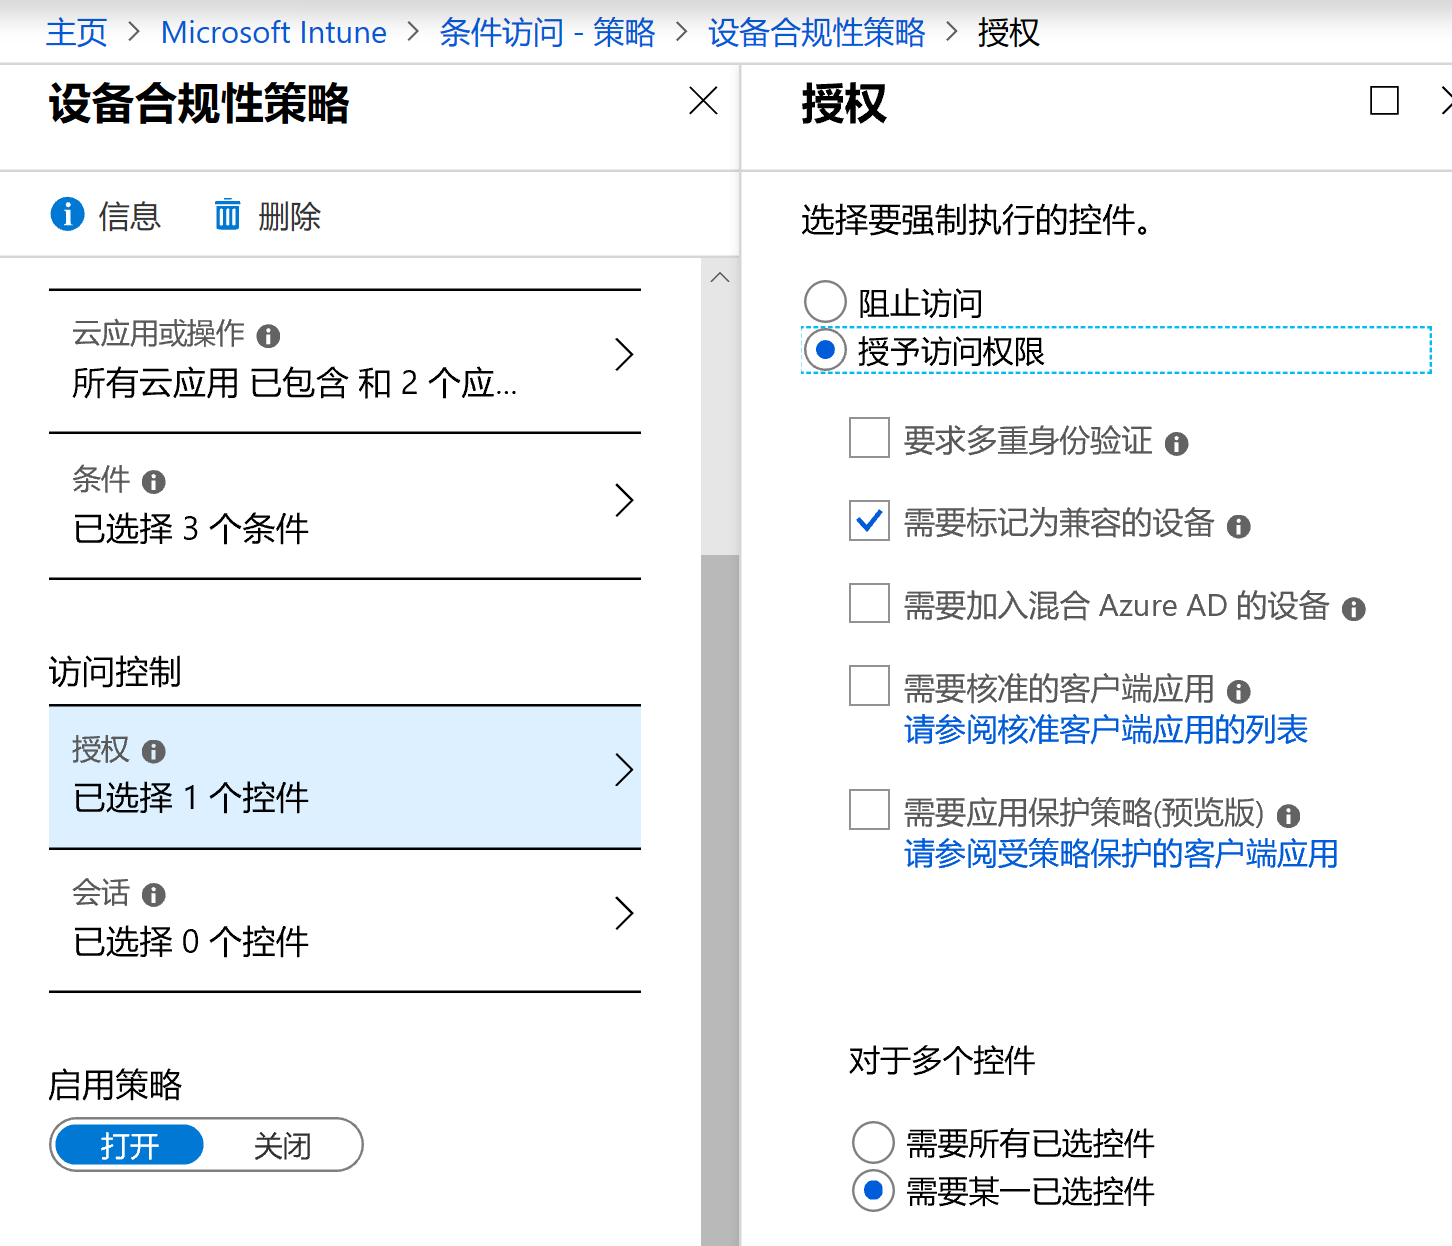 主页 > Microsoft Intune > 条件访问 - 策略 > 设备合规性策略 > 授权
设备合规性策略
信息 删除
云应用或操作
所有云应用 已包含 和 2 个应...
条件
已选择 3 个条件
访问控制
授权
已选择 1 个控件
会话
已选择 0 个控件
启用策略
打开 关闭
授权
选择要强制执行的控件。
阻止访问
授予访问权限
要求多重身份验证
需要标记为兼容的设备
需要加入混合 Azure AD 的设备
需要核准的客户端应用
请参阅核准客户端应用的列表
需要应用保护策略(预览版)
请参阅受策略保护的客户端应用
对于多个控件
需要所有已选控件
需要某一已选控件